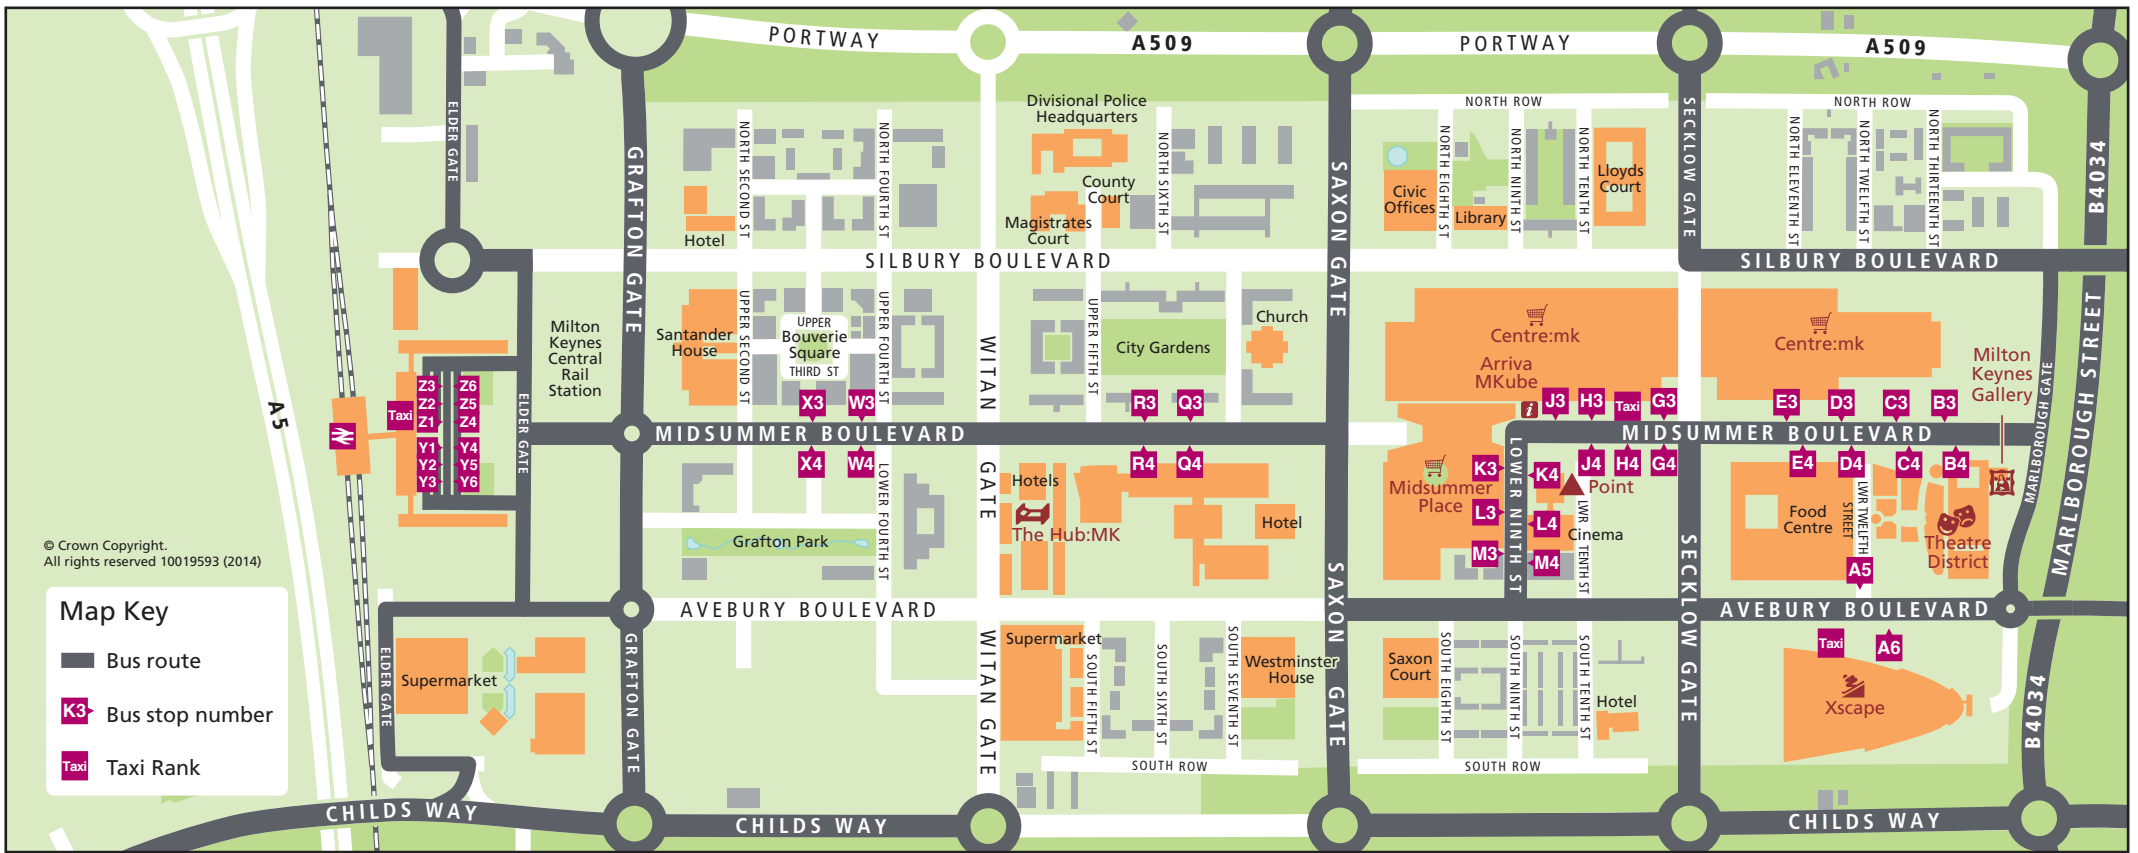 PORTWAY
A509
PORTWAY
A509
ELDER GATE
GRAFTON GATE
NORTH SECOND ST
NORTH FOURTH ST
Divisional Police
Headquarters
County
Court
Magistrates
Court
NORTH SIXTH ST
SAXON GATE
NORTH ROW
NORTH EIGHTH ST
NORTH NINTH ST
NORTH TENTH ST
Civic
Offices
Library
Lloyds
Court
SECKLOW GATE
NORTH ROW
NORTH ELEVENTH ST
NORTH TWELFTH ST
NORTH THIRTEENTH ST
B4034
Hotel
SILBURY BOULEVARD
SILBURY BOULEVARD
A5
Milton
Keynes
Central
Rail
Station
Santander
House
UPPER SECOND ST
UPPER
Bouverie
Square
THIRD ST
UPPER FOURTH ST
WITAN
GATE
UPPER FIFTH ST
City Gardens
Church
Centre:mk
Arriva
MKube
Centre:mk
Milton
Keynes
Gallery
MARLBOROUGH GATE
MARLBOROUGH STREET
Taxi
Z3
Z6
Z2
Z5
Z1
Z4
Y1
Y4
Y2
Y5
Y3
Y6
ELDER GATE
X3
W3
R3
Q3
i
J3
H3
Taxi
G3
E3
D3
C3
B3
MIDSUMMER BOULEVARD
MIDSUMMER BOULEVARD
X4
W4
R4
Q4
K3
K4
J4
H4
G4
E4
D4
C4
B4
LOWER FOURTH ST
Hotels
The Hub:MK
Hotel
Midsummer
Place
LOWER NINTH ST
Point
L3
L4
M3
M4
LWR TENTH ST
Cinema
SECKLOW GATE
Food
Centre
LWR TWELFTH
STREET
Theatre
District
A5
Grafton Park
SAXON GATE
© Crown Copyright.
All rights reserved 10019593 (2014)
AVEBURY BOULEVARD
AVEBURY BOULEVARD
Map Key
Bus route
K3
Bus stop number
Taxi
Taxi Rank
ELDER GATE
Supermarket
GRAFTON GATE
WITAN GATE
Supermarket
SOUTH FIFTH ST
SOUTH SIXTH ST
SOUTH SEVENTH ST
Westminster
House
Saxon
Court
SOUTH EIGHTH ST
SOUTH NINTH ST
SOUTH TENTH ST
Hotel
Taxi
A6
Xscape
B4034
SOUTH ROW
SOUTH ROW
CHILDS WAY
CHILDS WAY
CHILDS WAY